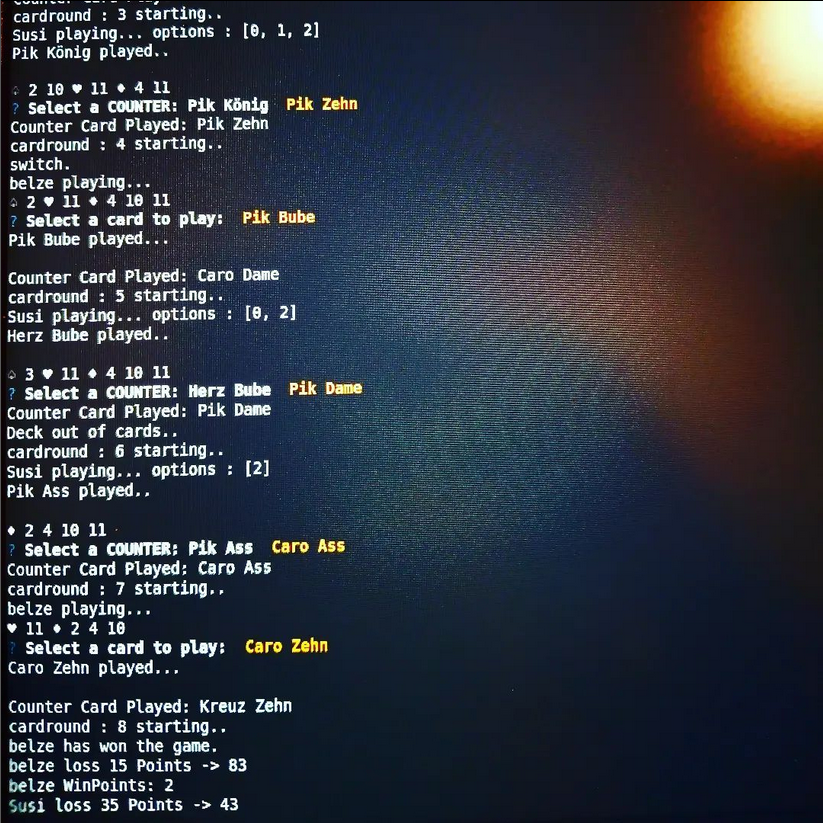 Counter Card Play
cardround : 3 starting..
Susi playing... options : [0, 1, 2]
Pik König played..
♤ 2 10 ♥ 11 ♦ 4 11
? Select a COUNTER: Pik König  Pik Zehn
Counter Card Played: Pik Zehn
cardround : 4 starting..
switch.
belze playing...
♤ 2 ♥ 11 ♦ 4 10 11
? Select a card to play:  Pik Bube
Pik Bube played...
Counter Card Played: Caro Dame
cardround : 5 starting..
Susi playing... options : [0, 2]
Herz Bube played..
♤ 3 ♥ 11 ♦ 4 10 11
? Select a COUNTER: Herz Bube  Pik Dame
Counter Card Played: Pik Dame
Deck out of cards..
cardround : 6 starting..
Susi playing... options : [2]
Pik Ass played..
♦ 2 4 10 11
? Select a COUNTER: Pik Ass  Caro Ass
Counter Card Played: Caro Ass
cardround : 7 starting..
belze playing...
♥ 11 ♦ 2 4 10
? Select a card to play:  Caro Zehn
Caro Zehn played...
Counter Card Played: Kreuz Zehn
cardround : 8 starting..
belze has won the game.
belze loss 15 Points -> 83
belze WinPoints: 2
Susi loss 35 Points -> 43